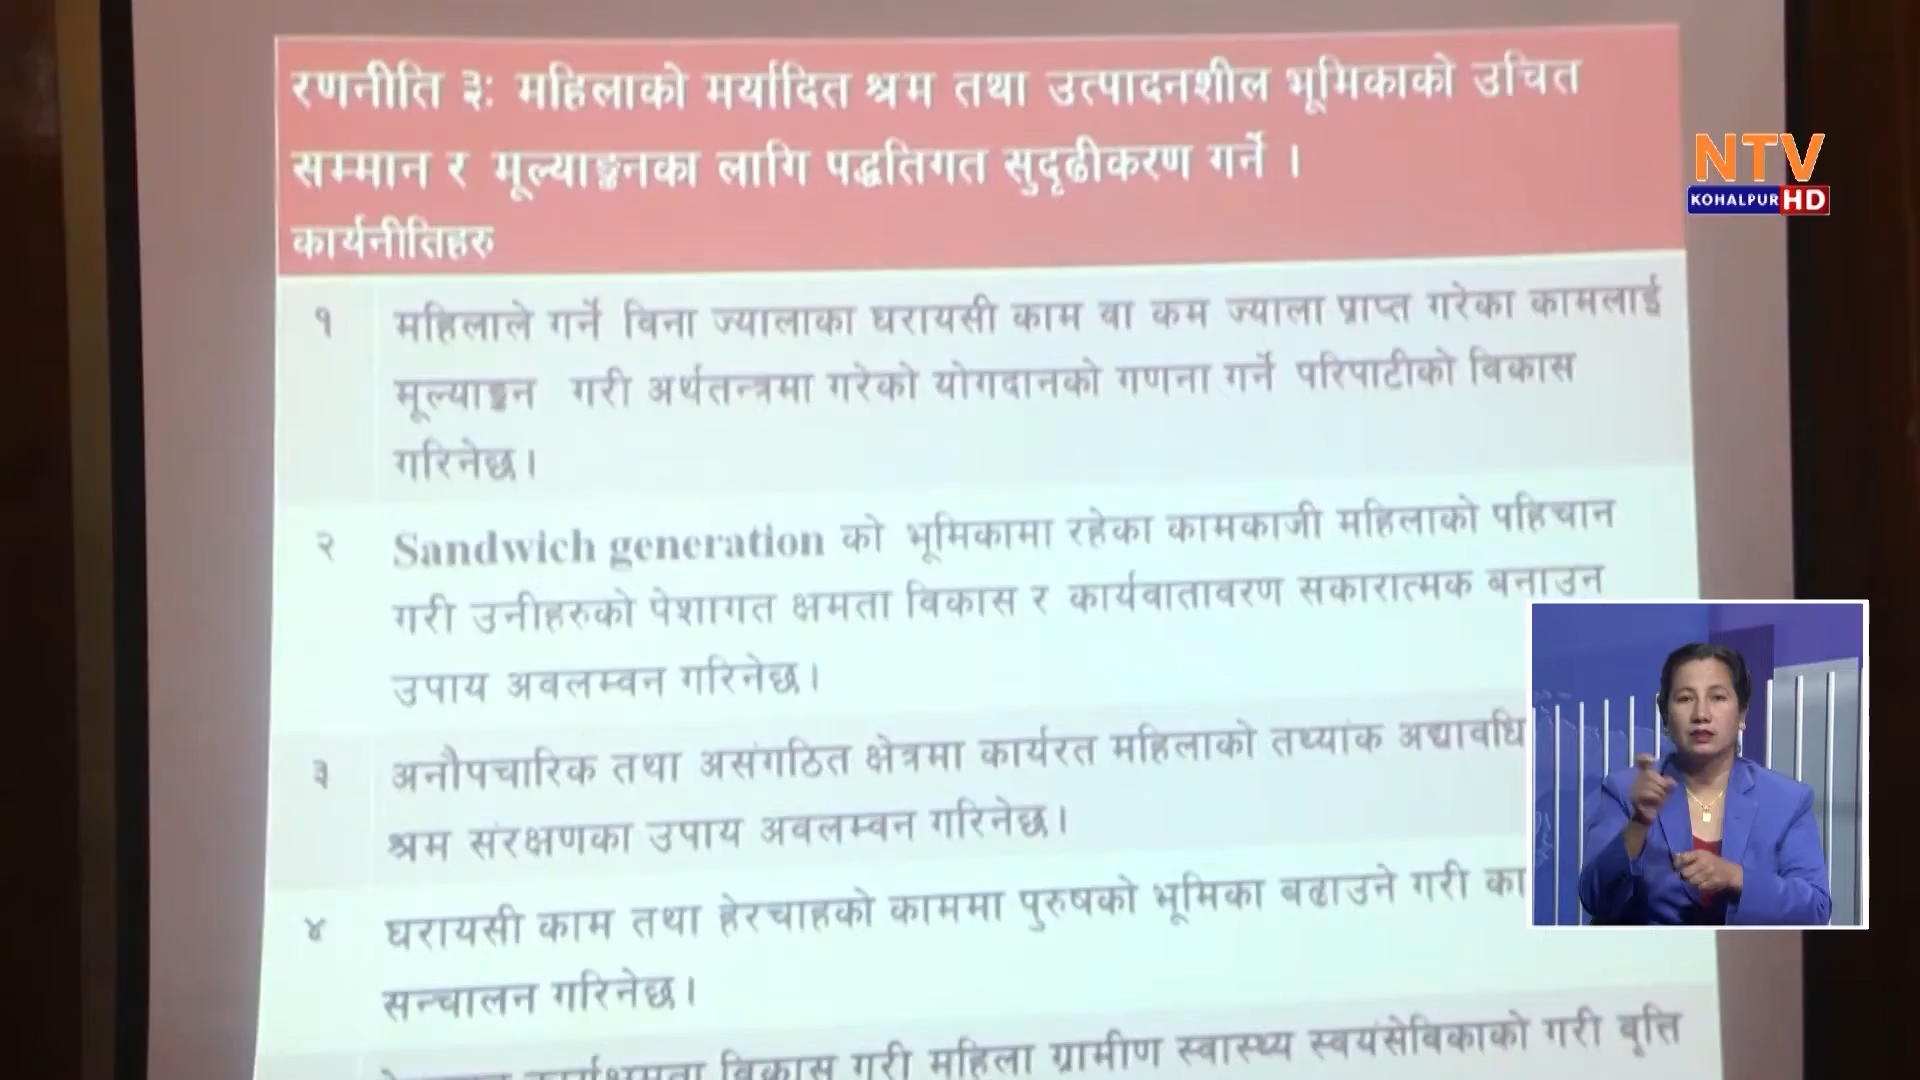 रणनीति ३: महिलाको मर्यादित श्रम तथा उत्पादनशील भूमिकाको उचित
सम्मान र मूल्याङ्कनका लागि पद्धतिगत सुदृढीकरण गर्ने ।
कार्यनीतिहरु
१ महिलाले गर्ने विना ज्यालाका घरायसी काम वा कम ज्याला प्राप्त गरेका कामलाई
मूल्याङ्कन गरी अर्थतन्त्रमा गरेको योगदानको गणना गर्ने परिपाटीको विकास
गरिनेछ।
२ Sandwich generation को भूमिकामा रहेका कामकाजी महिलाको पहिचान
गरी उनीहरुको पेशागत क्षमता विकास र कार्यवातावरण सकारात्मक बनाउन
उपाय अवलम्वन गरिनेछ।
३ अनौपचारिक तथा असंगठित क्षेत्रमा कार्यरत महिलाको तथ्यांक अद्यावधि
श्रम संरक्षणका उपाय अवलम्वन गरिनेछ।
४ घरायसी काम तथा हेरचाहको काममा पुरुषको भूमिका बढाउने गरी का
सन्चालन गरिनेछ।
विकास गरी महिला ग्रामीण स्वास्थ्य स्वयंसेविकाको गरी वृत्ति
NTV
KOHALPUR HD